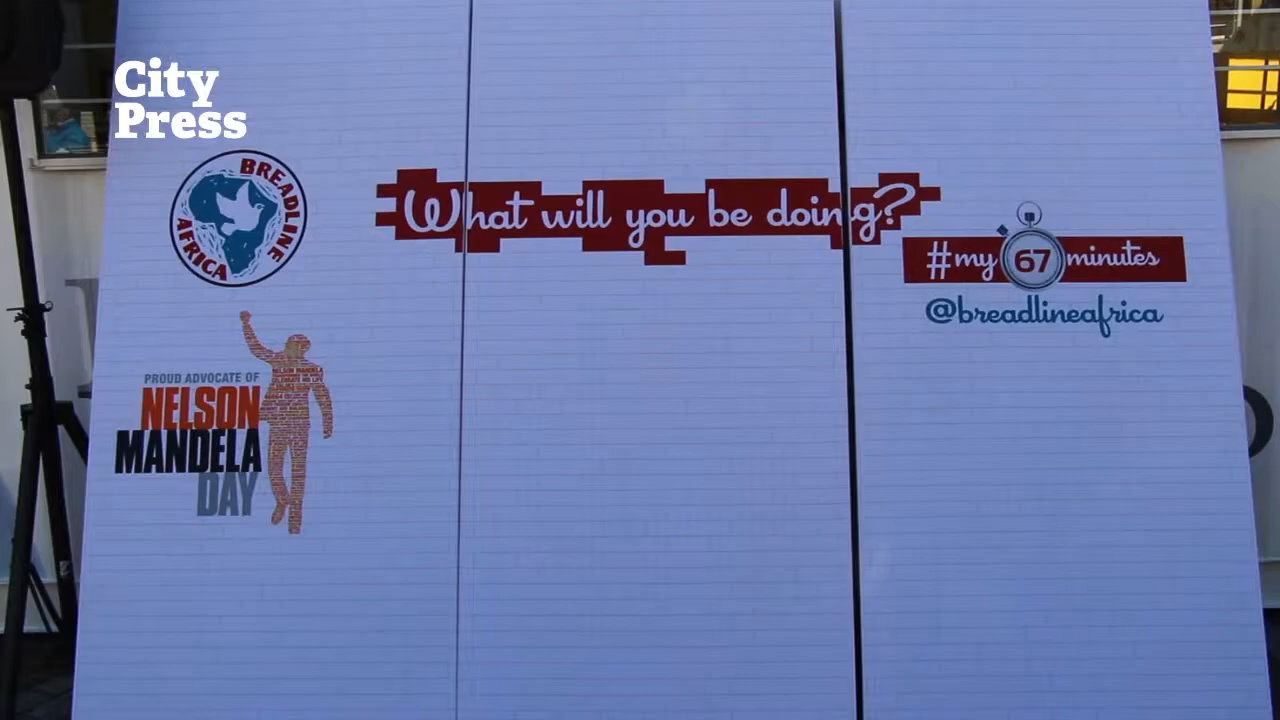 City
Press
BREADLINE
AFRICA
What will you be doing?
#my 67 minutes
@breadlineafrica
PROUD ADVOCATE OF
NELSON
MANDELA
DAY